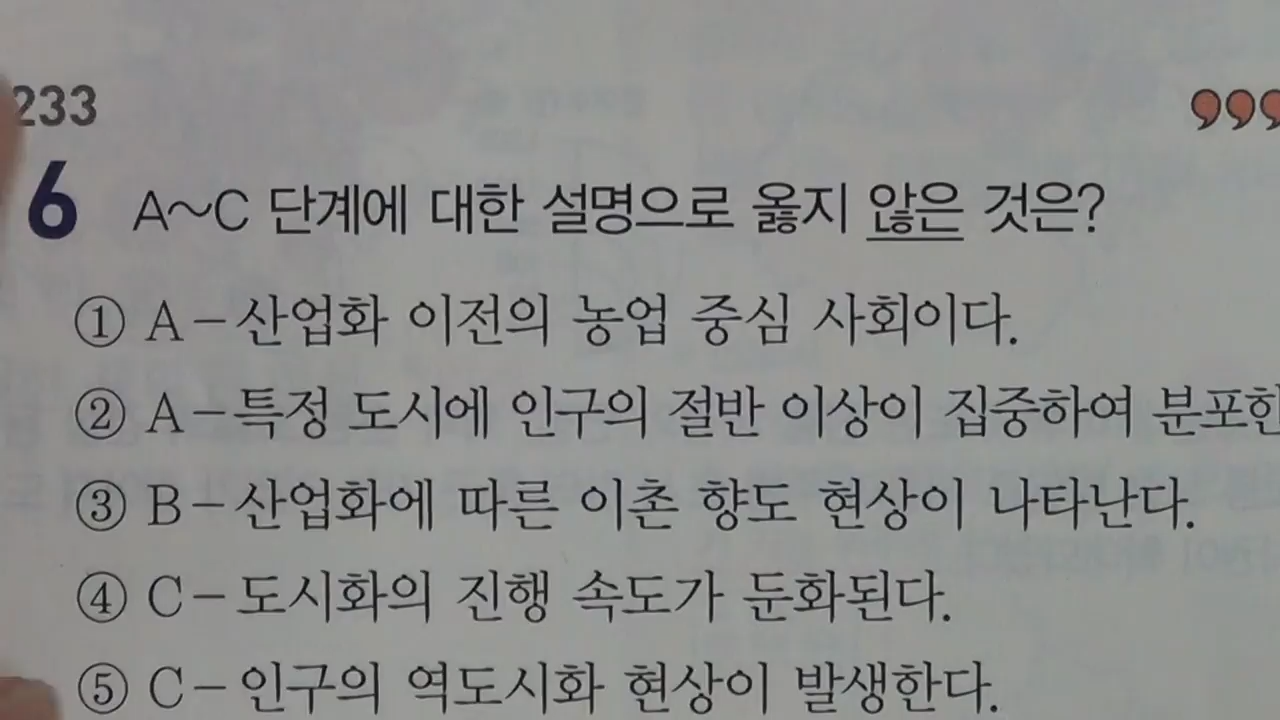 233
6 A~C 단계에 대한 설명으로 옳지 않은 것은?
① A-산업화 이전의 농업 중심 사회이다.
② A-특정 도시에 인구의 절반 이상이 집중하여 분포한
③ B-산업화에 따른 이촌 향도 현상이 나타난다.
④ C-도시화의 진행 속도가 둔화된다.
⑤ C-인구의 역도시화 현상이 발생한다.